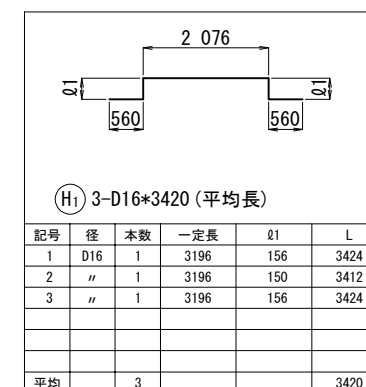 2 076
ℓ1 ℓ1
560 560
H1 3-D16*3420 (平均長)
記号 径 本数 一定長 ℓ1 L
1 D16 1 3196 156 3424
2 〃 1 3196 150 3412
3 〃 1 3196 156 3424
平均 3 3420